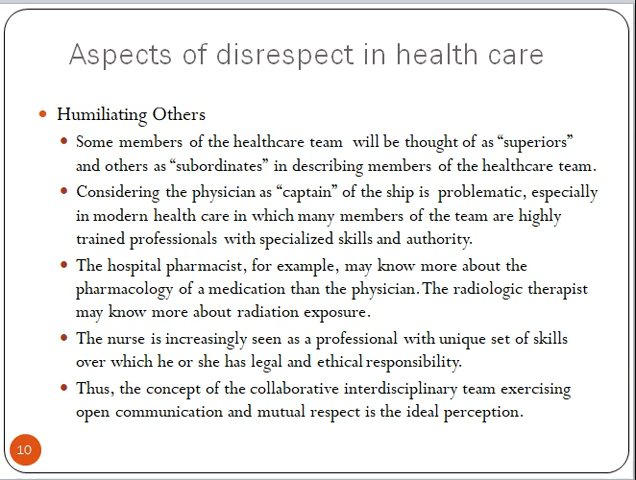 Aspects of disrespect in health care
Humiliating Others
Some members of the healthcare team will be thought of as “superiors”
and others as “subordinates” in describing members of the healthcare team.
Considering the physician as “captain” of the ship is problematic, especially
in modern health care in which many members of the team are highly
trained professionals with specialized skills and authority.
The hospital pharmacist, for example, may know more about the
pharmacology of a medication than the physician. The radiologic therapist
may know more about radiation exposure.
The nurse is increasingly seen as a professional with unique set of skills
over which he or she has legal and ethical responsibility.
Thus, the concept of the collaborative interdisciplinary team exercising
open communication and mutual respect is the ideal perception.
10